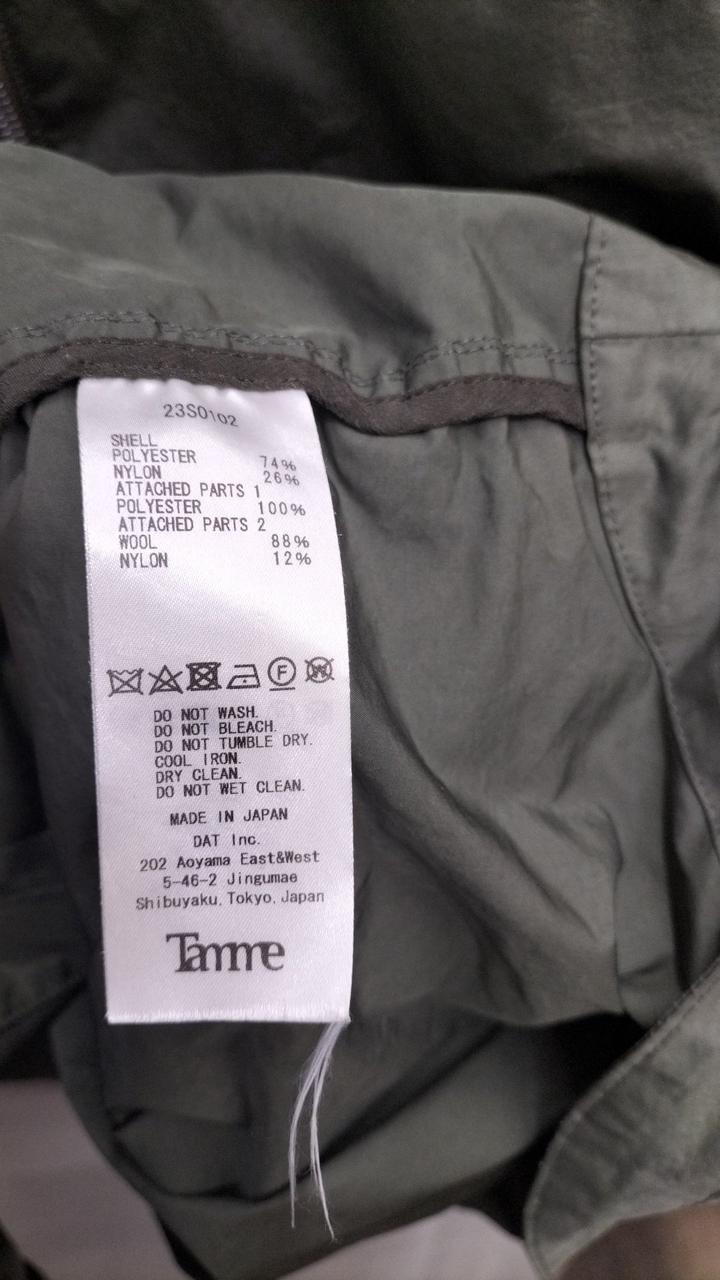 23S0102
SHELL
POLYESTER 74%
NYLON 26%
ATTACHED PARTS 1
POLYESTER 100%
ATTACHED PARTS 2
WOOL 88%
NYLON 12%
F W
DO NOT WASH.
DO NOT BLEACH.
DO NOT TUMBLE DRY.
COOL IRON.
DRY CLEAN.
DO NOT WET CLEAN.
MADE IN JAPAN
DAT Inc.
202 Aoyama East&West
5-46-2 Jingumae
Shibuyaku, Tokyo, Japan
Tamme